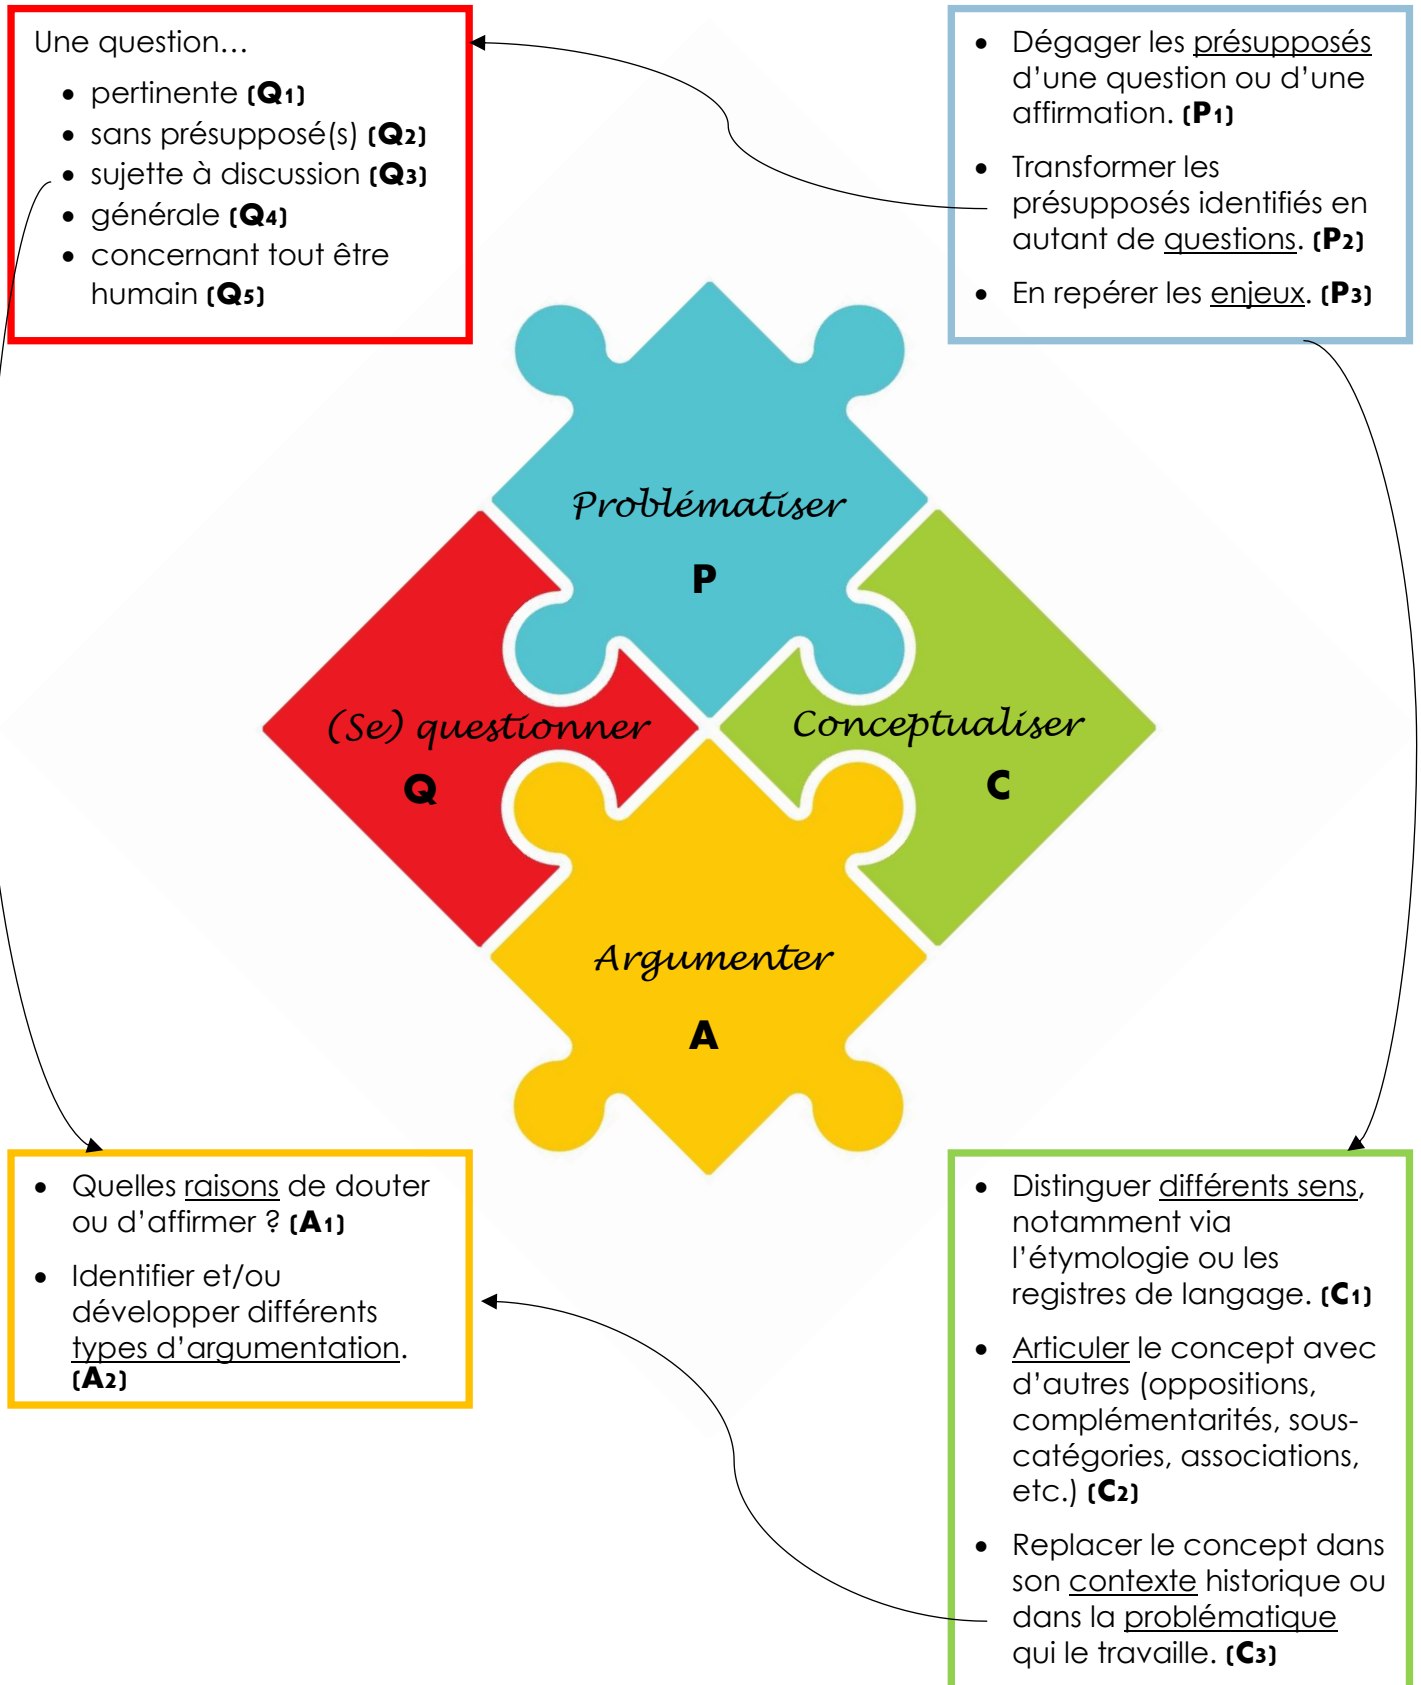 Une question…
• pertinente (Q1)
• sans présupposé(s) (Q2)
• sujette à discussion (Q3)
• générale (Q4)
• concernant tout être
humain (Q5)
• Dégager les présupposés
d’une question ou d’une
affirmation. (P1)
• Transformer les
présupposés identifiés en
autant de questions. (P2)
• En repérer les enjeux. (P3)
Problématiser
P
(Se) questionner
Q
Conceptualiser
C
Argumenter
A
• Quelles raisons de douter
ou d’affirmer ? (A1)
• Identifier et/ou
développer différents
types d’argumentation.
(A2)
• Distinguer différents sens,
notamment via
l’étymologie ou les
registres de langage. (C1)
• Articuler le concept avec
d’autres (oppositions,
complémentarités, sous-
catégories, associations,
etc.) (C2)
• Replacer le concept dans
son contexte historique ou
dans la problématique
qui le travaille. (C3)